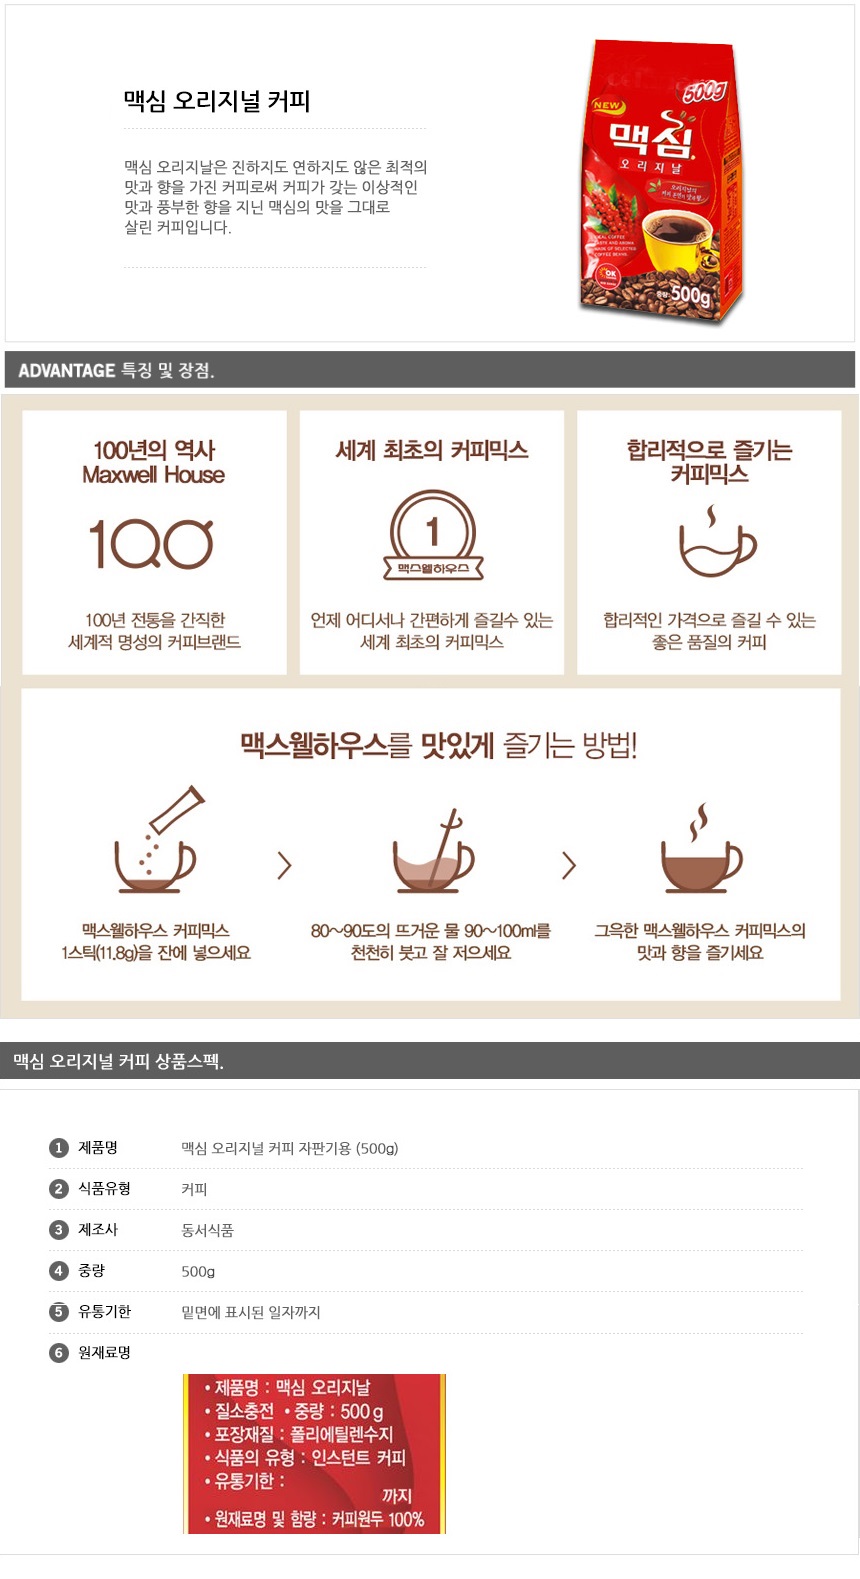 맥심 오리지널 커피
맥심 오리지날은 진하지도 연하지도 않은 최적의
맛과 향을 가진 커피로써 커피가 갖는 이상적인
맛과 풍부한 향을 지닌 맥심의 맛을 그대로
살린 커피입니다.
500g
NEW
맥심
오리지날
REAL COFFEE
TASTE AND AROMA
MADE OF SELECTED
COFFEE BEANS.
OK
중량: 500g
ADVANTAGE 특징 및 장점.
100년의 역사
Maxwell House
100
100년 전통을 간직한
세계적 명성의 커피브랜드
세계 최초의 커피믹스
1
맥스웰하우스
언제 어디서나 간편하게 즐길수 있는
세계 최초의 커피믹스
합리적으로 즐기는
커피믹스
합리적인 가격으로 즐길 수 있는
좋은 품질의 커피
맥스웰하우스를 맛있게 즐기는 방법!
맥스웰하우스 커피믹스
1스틱(11.8g)을 잔에 넣으세요
80~90도의 뜨거운 물 90~100ml를
천천히 붓고 잘 저으세요
그윽한 맥스웰하우스 커피믹스의
맛과 향을 즐기세요
맥심 오리지널 커피 상품스펙.
1 제품명 맥심 오리지널 커피 자판기용 (500g)
2 식품유형 커피
3 제조사 동서식품
4 중량 500g
5 유통기한 밑면에 표시된 일자까지
6 원재료명
• 제품명 : 맥심 오리지날
• 질소충전 • 중량 : 500g
• 포장재질 : 폴리에틸렌수지
• 식품의 유형 : 인스턴트 커피
• 유통기한 :
까지
• 원재료명 및 함량 : 커피원두 100%